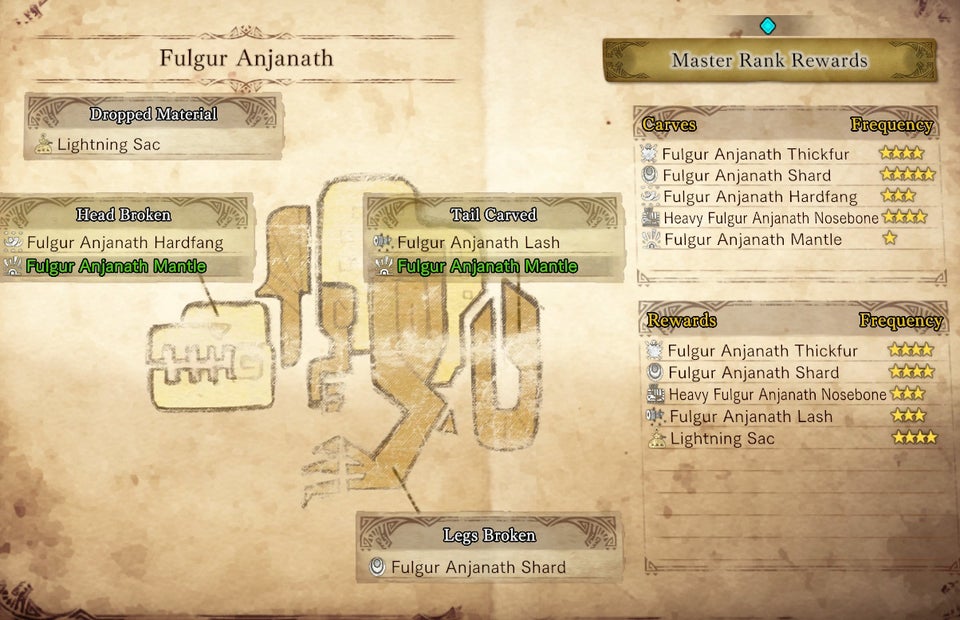 Fulgur Anjanath
Dropped Material
Lightning Sac
Head Broken
Fulgur Anjanath Hardfang
Fulgur Anjanath Mantle
Tail Carved
Fulgur Anjanath Lash
Fulgur Anjanath Mantle
Legs Broken
Fulgur Anjanath Shard
Master Rank Rewards
Carves Frequency
Fulgur Anjanath Thickfur
Fulgur Anjanath Shard
Fulgur Anjanath Hardfang
Heavy Fulgur Anjanath Nosebone
Fulgur Anjanath Mantle
Rewards Frequency
Fulgur Anjanath Thickfur
Fulgur Anjanath Shard
Heavy Fulgur Anjanath Nosebone
Fulgur Anjanath Lash
Lightning Sac